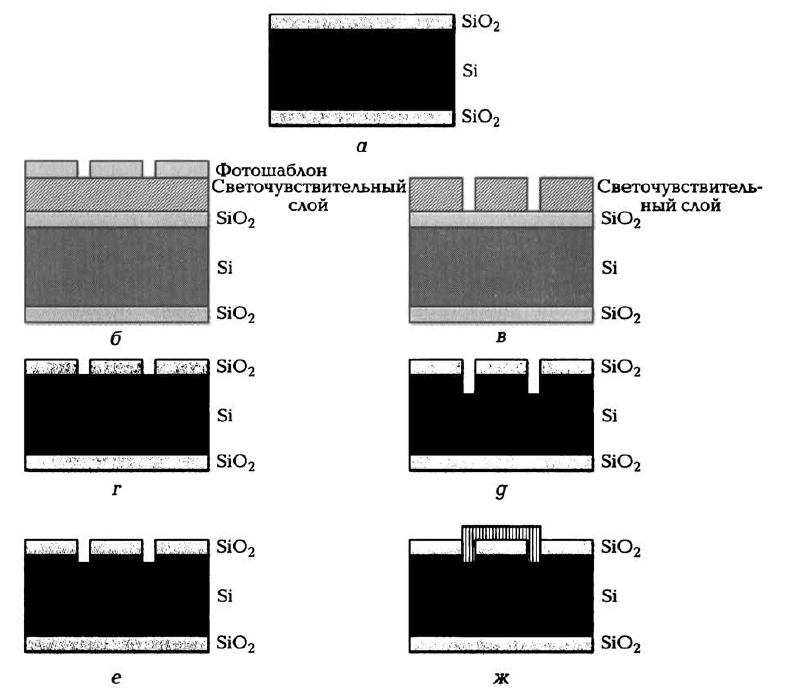 SiO₂
Si
SiO₂
а
Фотошаблон
Светочувствительный
слой
SiO₂
Si
SiO₂
б
Светочувствитель-
ный слой
SiO₂
Si
SiO₂
в
SiO₂
Si
SiO₂
г
SiO₂
Si
SiO₂
д
SiO₂
Si
SiO₂
е
SiO₂
Si
SiO₂
ж